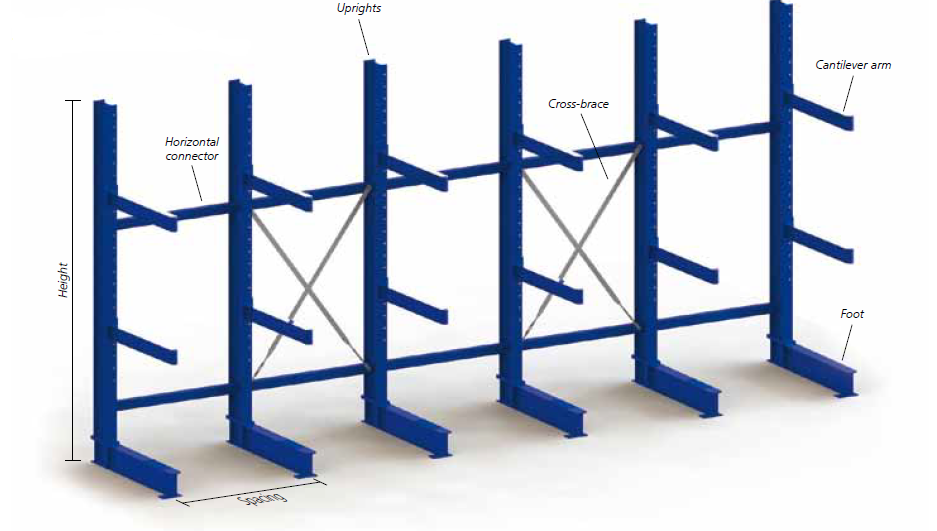 Uprights
Cantilever arm
Cross-brace
Horizontal
connector
Height
Foot
Spacing